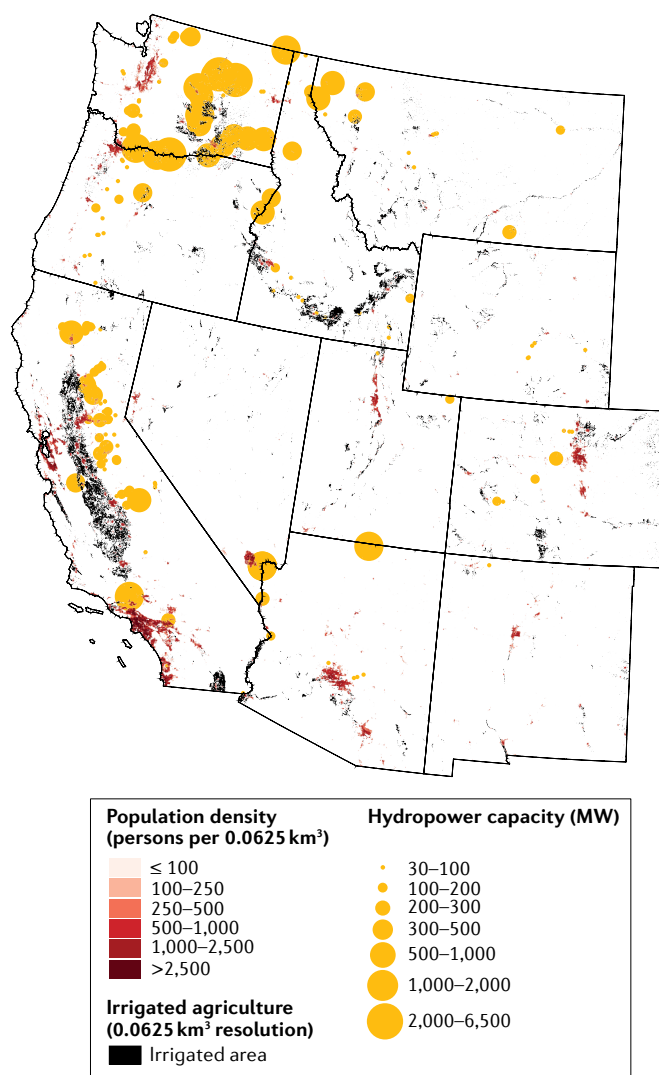 Population density
(persons per 0.0625 km³)
≤ 100
100–250
250–500
500–1,000
1,000–2,500
>2,500
Irrigated agriculture
(0.0625 km³ resolution)
Irrigated area
Hydropower capacity (MW)
30–100
100–200
200–300
300–500
500–1,000
1,000–2,000
2,000–6,500